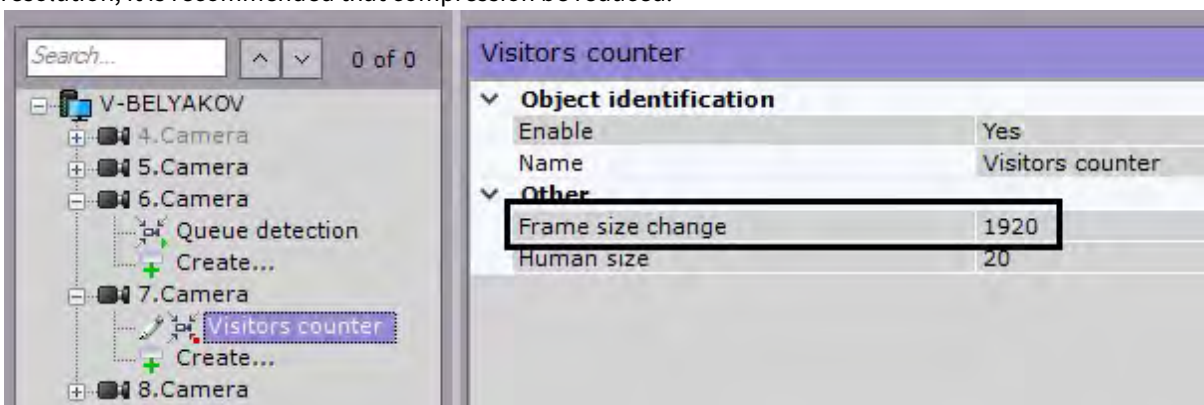 resolution, it is recommended that compression be reduced.
Search...
0 of 0
V-BELYAKOV
4.Camera
5.Camera
6.Camera
Queue detection
Create...
7.Camera
Visitors counter
Create...
8.Camera
Visitors counter
Object identification
Enable Yes
Name Visitors counter
Other
Frame size change 1920
Human size 20